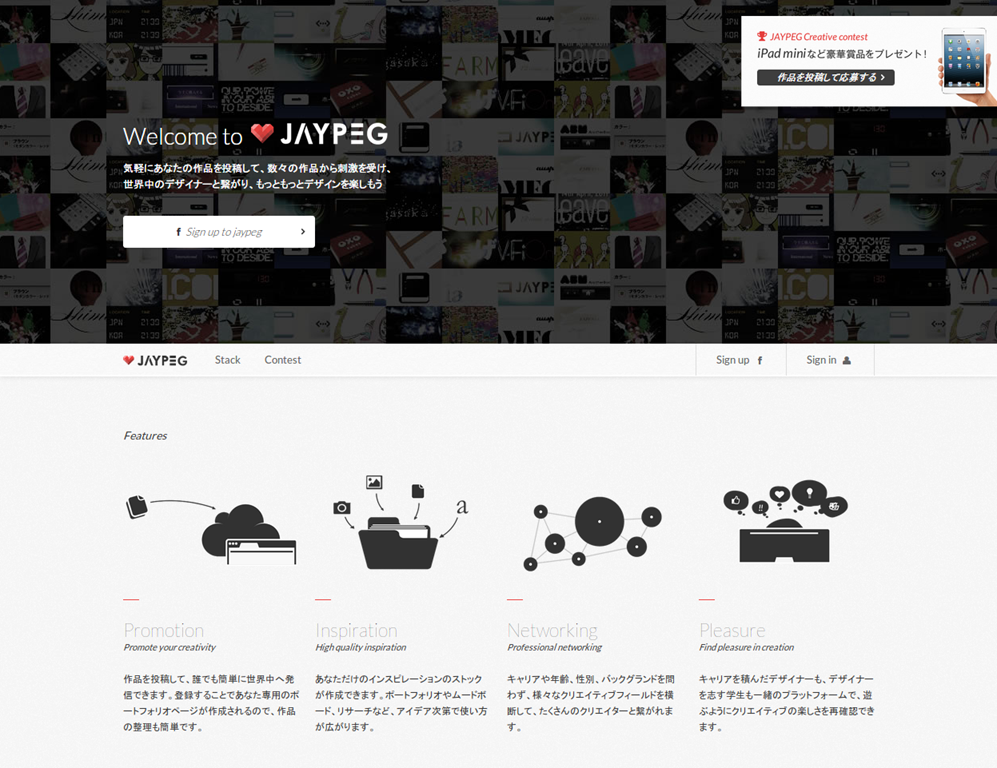 JAYPEG Creative contest
iPad miniなど豪華賞品をプレゼント!
作品を投稿して応募する
Welcome to JAYPEG
気軽にあなたの作品を投稿して、数々の作品から刺激を受け、
世界中のデザイナーと繋がり、もっともっとデザインを楽しもう
f Sign up to jaypeg
JAYPEG Stack Contest Sign up f Sign in
Features
a
!!
Promotion
Promote your creativity
作品を投稿して、誰でも簡単に世界中へ発
信できます。登録することであなた専用のポ
ートフォリオページが作成されるので、作品
の整理も簡単です。
Inspiration
High quality inspiration
あなただけのインスピレーションのストック
が作成できます。ポートフォリオやムードボ
ード、リサーチなど、アイデア次第で使い方
が広がります。
Networking
Professional networking
キャリアや年齢、性別、バックグランドを問
わず、様々なクリエイティブフィールドを横
断して、たくさんのクリエイターと繋がれま
す。
Pleasure
Find pleasure in creation
キャリアを積んだデザイナーも、デザイナー
を志す学生も一緒のプラットフォームで、遊
ぶようにクリエイティブの楽しさを再確認でき
ます。